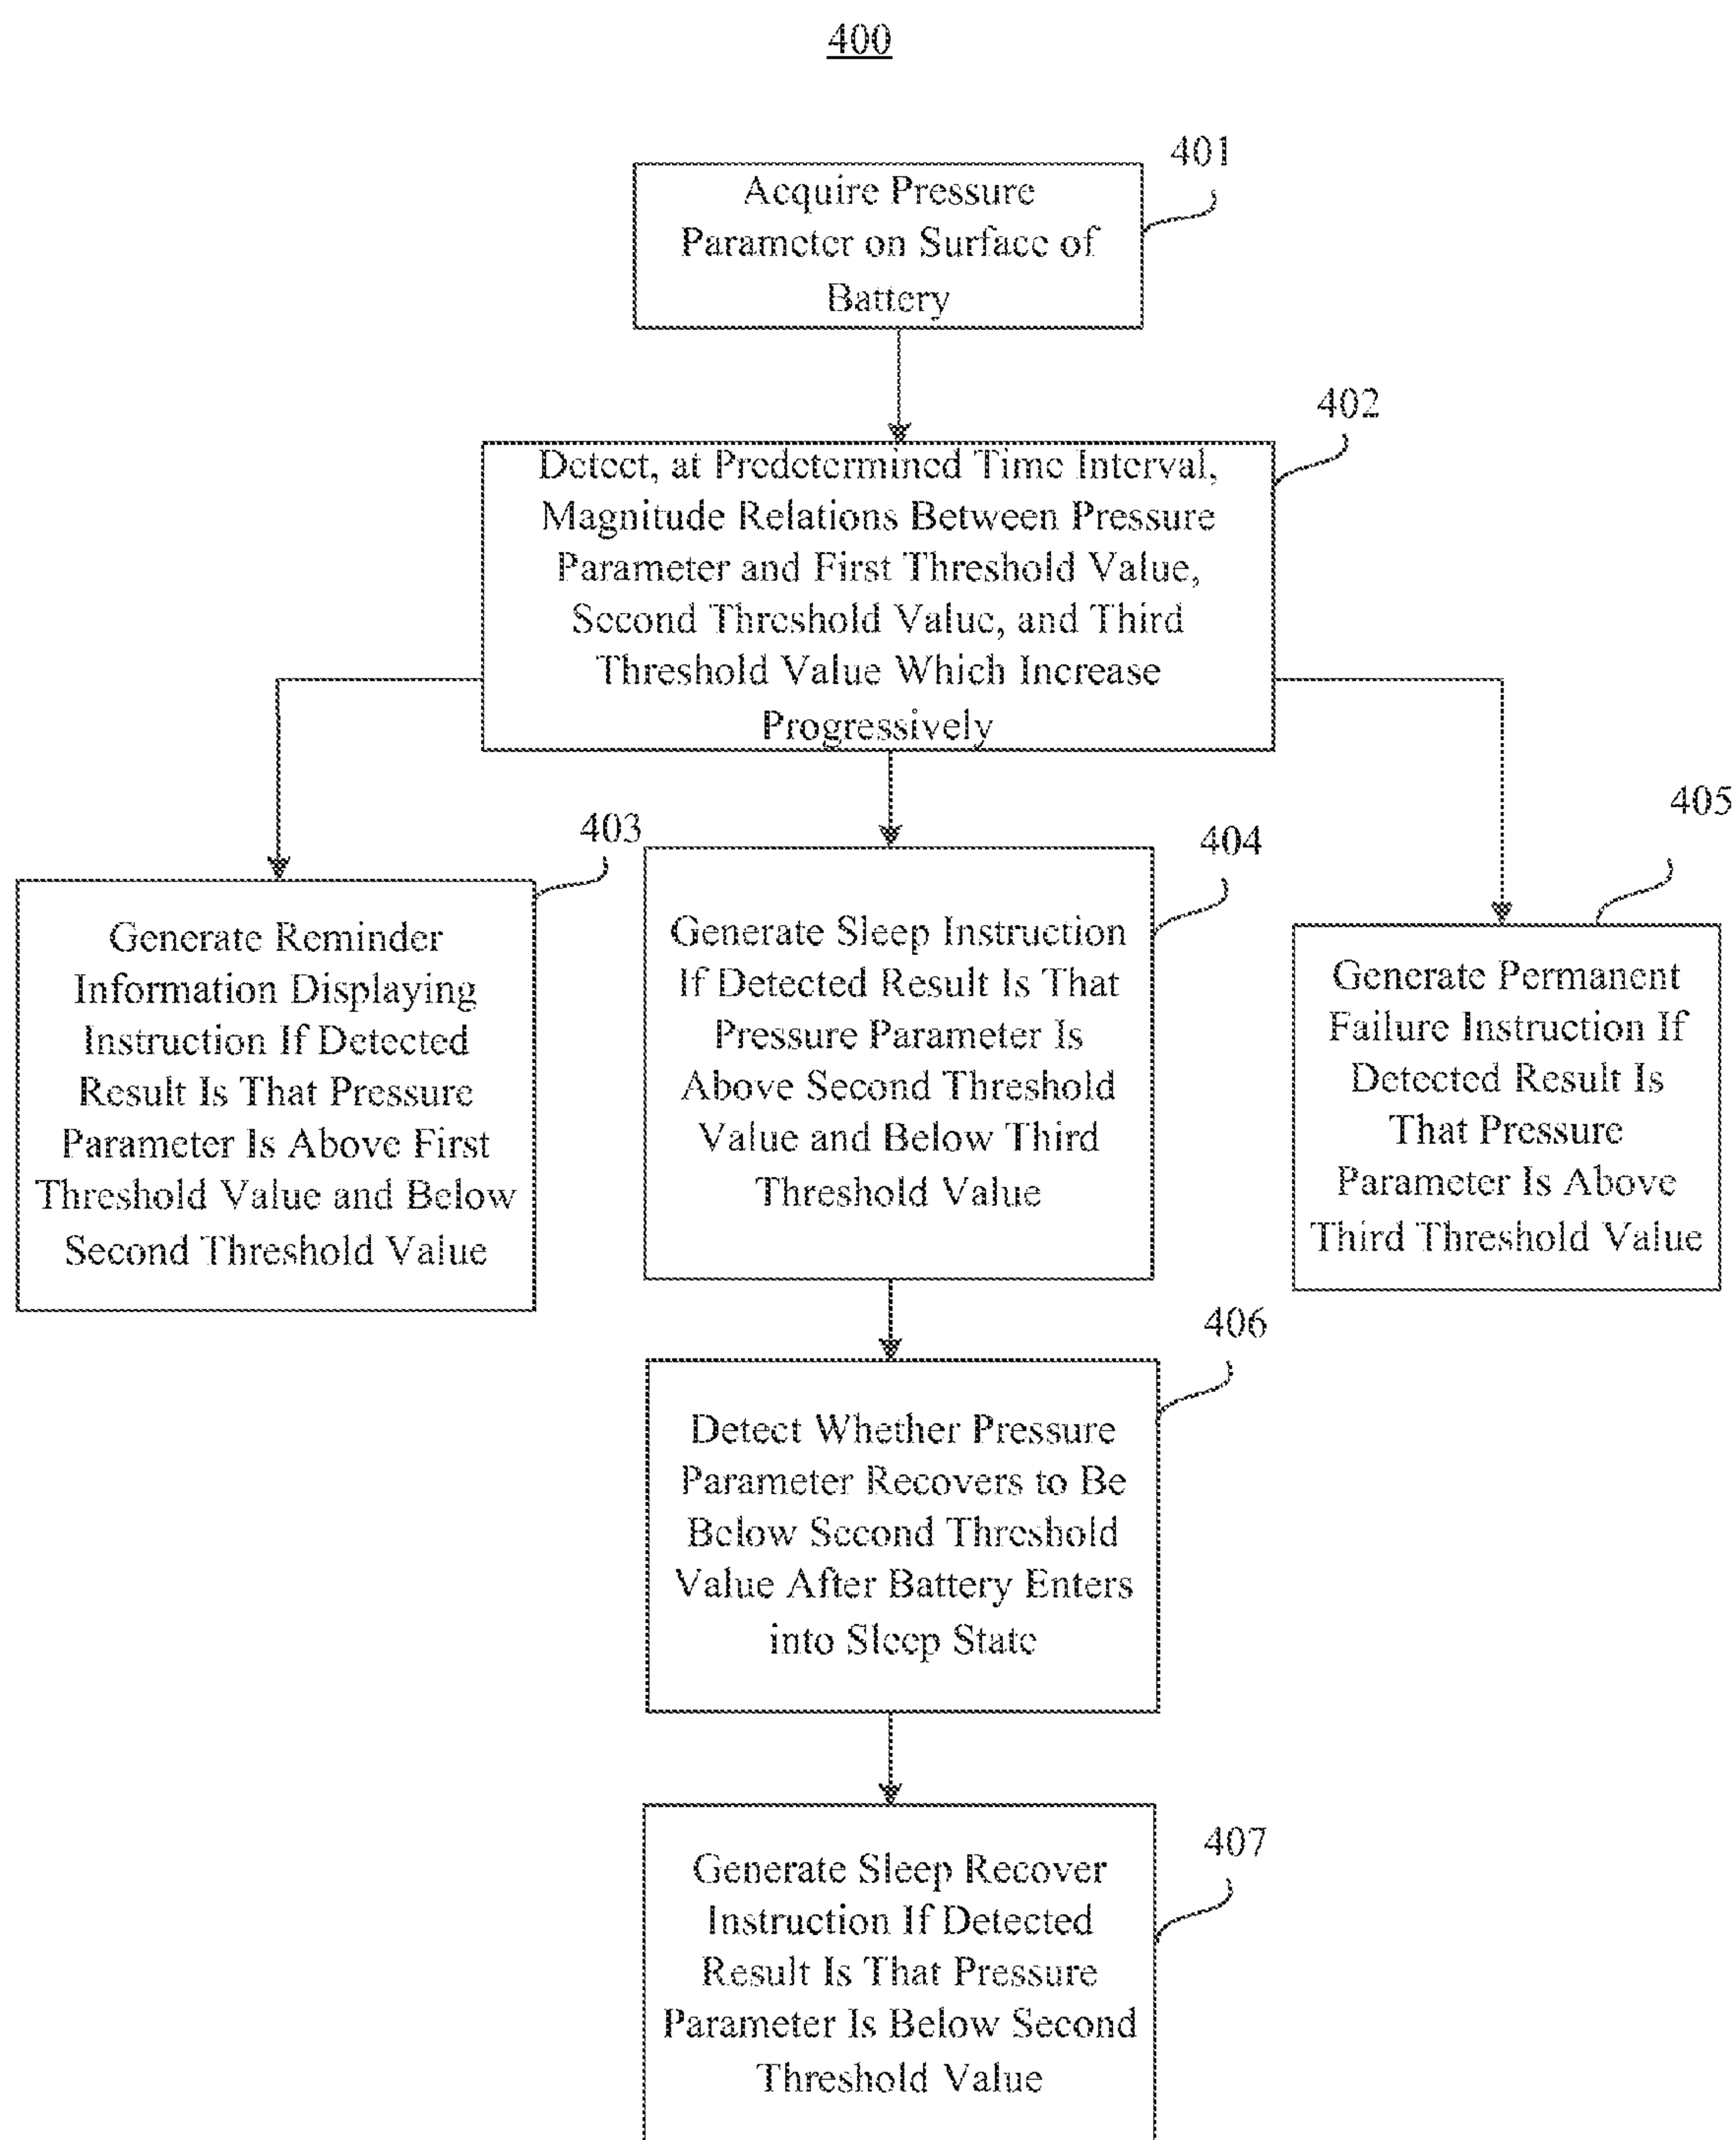 400
401
Acquire Pressure
Parameter on Surface of
Battery
402
Detect, at Predetermined Time Interval,
Magnitude Relations Between Pressure
Parameter and First Threshold Value,
Second Threshold Value, and Third
Threshold Value Which Increase
Progressively
403
Generate Reminder
Information Displaying
Instruction If Detected
Result Is That Pressure
Parameter Is Above First
Threshold Value and Below
Second Threshold Value
404
Generate Sleep Instruction
If Detected Result Is That
Pressure Parameter Is
Above Second Threshold
Value and Below Third
Threshold Value
405
Generate Permanent
Failure Instruction If
Detected Result Is
That Pressure
Parameter Is Above
Third Threshold Value
406
Detect Whether Pressure
Parameter Recovers to Be
Below Second Threshold
Value After Battery Enters
into Sleep State
407
Generate Sleep Recover
Instruction If Detected
Result Is That Pressure
Parameter Is Below Second
Threshold Value